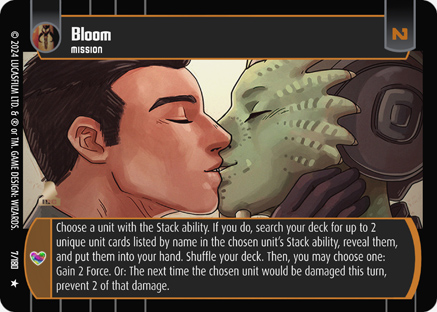 Bloom
MISSION
N
Choose a unit with the Stack ability. If you do, search your deck for up to 2
unique unit cards listed by name in the chosen unit's Stack ability, reveal them,
and put them into your hand. Shuffle your deck. Then, you may choose one:
Gain 2 Force. Or: The next time the chosen unit would be damaged this turn,
prevent 2 of that damage.
© 2024 LUCASFILM LTD. & ® or TM. GAME DESIGN: WIZARDS.
7/180 ★